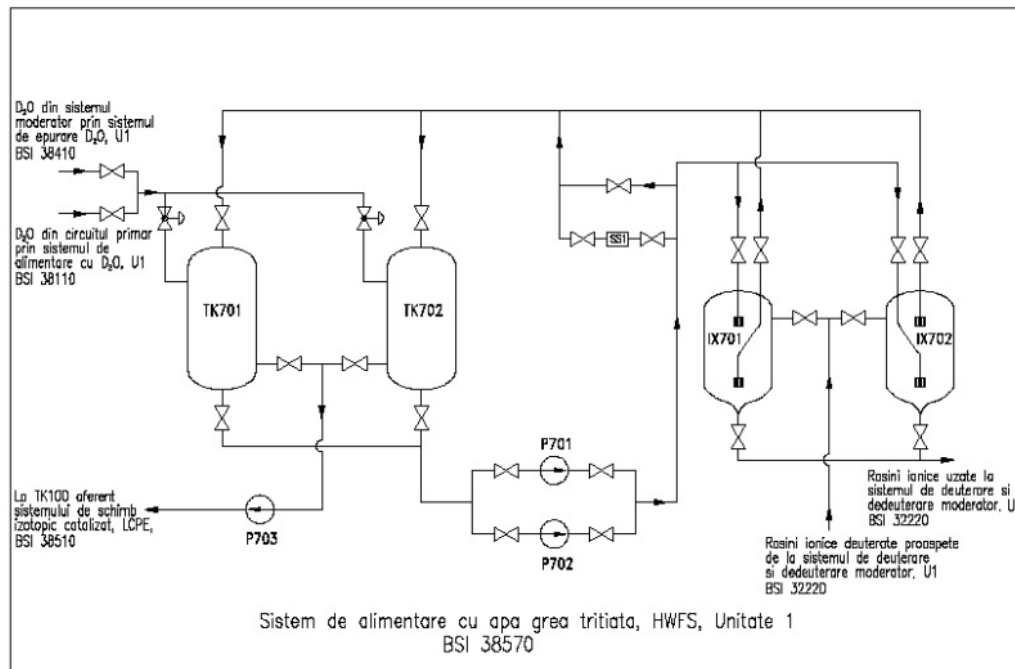 D₂O din sistemul
moderator prin sistemul
de epurare D₂O, U1
BSI 38410
D₂O din circuitul primar
prin sistemul de
alimentare cu D₂O, U1
BSI 38110
TK701
TK702
SS1
IX701
IX702
P701
P702
P703
La TK100 aferent
sistemului de schimb
izotopic catalizat, LCPE,
BSI 38510
Rasini ionice uzate la
sistemul de deuterare si
dedeuterare moderator, U
BSI 32220
Rasini ionice deuterate proaspete
de la sistemul de deuterare
si dedeuterare moderator, U1
BSI 32220
Sistem de alimentare cu apa grea tritiata, HWFS, Unitate 1
BSI 38570